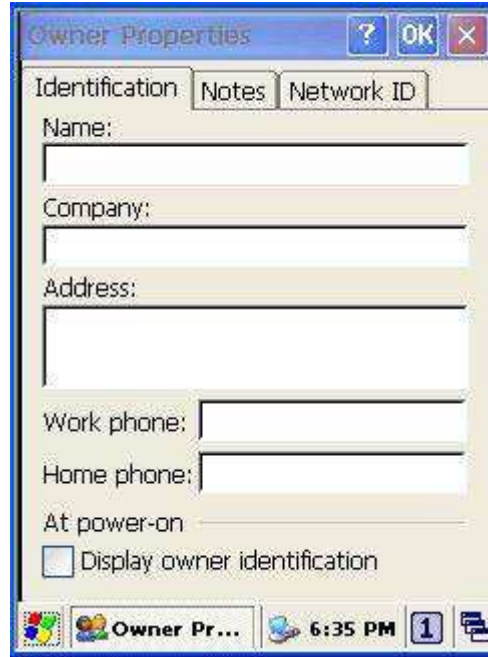 Owner Properties ? OK ×
Identification Notes Network ID
Name:
Company:
Address:
Work phone:
Home phone:
At power-on
Display owner identification
Owner Pr... 6:35 PM 1